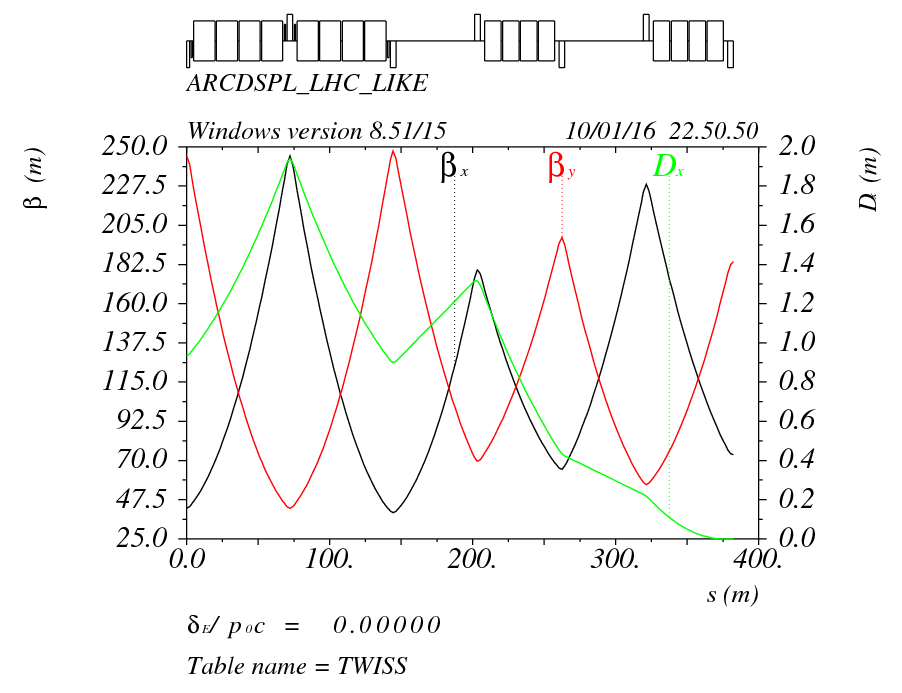 ARCDSPL_LHC_LIKE
Windows version 8.51/15 10/01/16 22.50.50
β (m)
250.0
227.5
205.0
182.5
160.0
137.5
115.0
92.5
70.0
47.5
25.0
βx
βy
Dx
2.0
1.8
1.6
1.4
1.2
1.0
0.8
0.6
0.4
0.2
0.0
Dx (m)
0.0 100. 200. 300. 400.
s (m)
δE/ p0c = 0.00000
Table name = TWISS